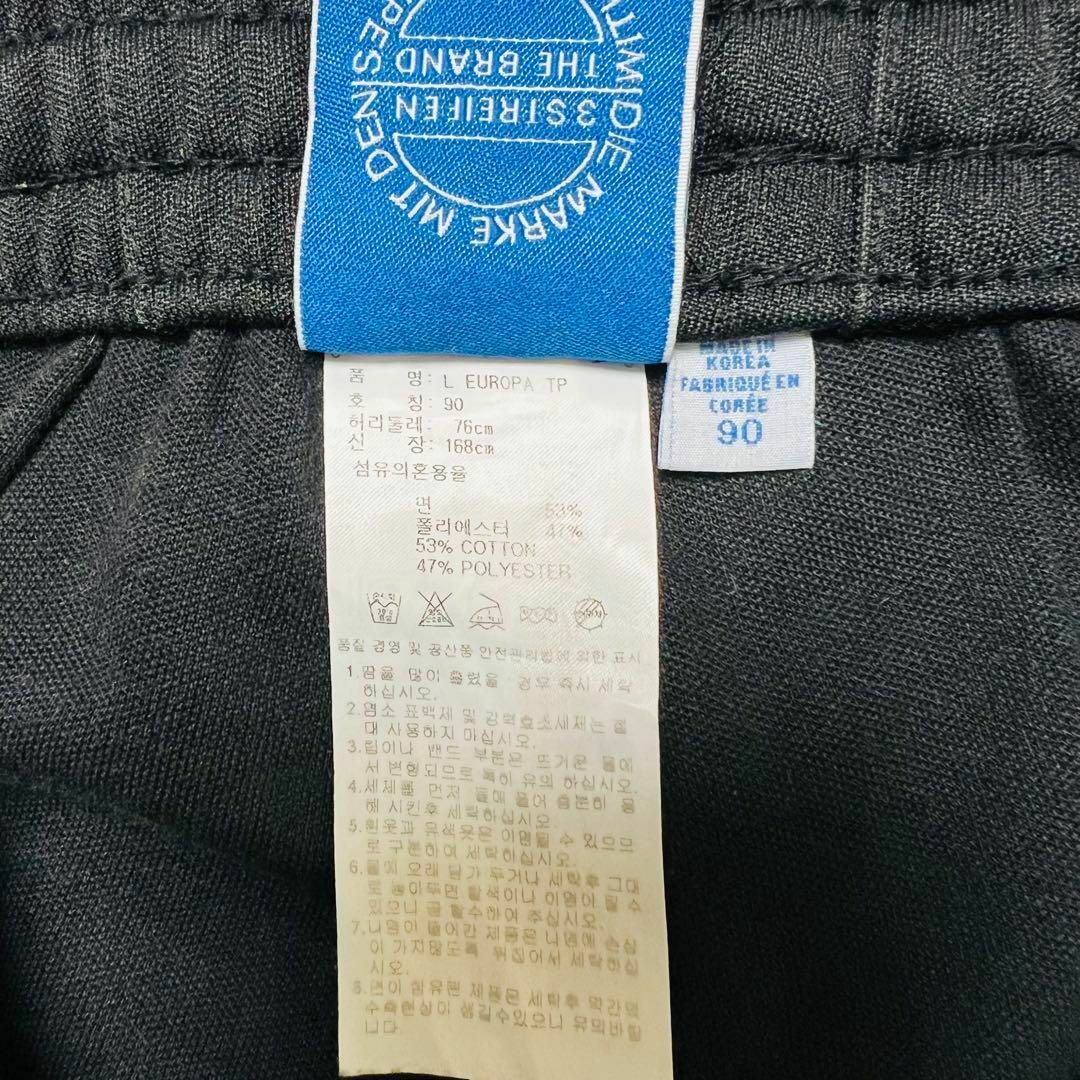 DIE MARKE MIT DEN
3 STREIFEN
THE BRAND
MADE IN
KOREA
FABRIQUÉ EN
CORÉE
90
품 명: L EUROPA TP
호 칭: 90
허리둘레: 76cm
신 장: 168cm
섬유의혼용율
면 53%
폴리에스터 47%
53% COTTON
47% POLYESTER
품질 경영 및 공산품 안전관리법에 의한 표시
1.땀을 많이 흘렸을 경우 즉시 세탁
하십시오.
2.염소 표백제 및 강력효소세제는 절
대 사용하지 마십시오.
3.립이나 밴드 부분은 뜨거운 물에
서 변형되므로 특히 유의 하십시오.
4.세제를 먼저 물에 풀어 충분히 용
해 시킨후 세탁하십시오.
5.흰옷과 유색옷은 이염될 수 있으므
로 구분하여 세탁하십시오.
6.물에 오래 담가 두거나 세탁후 그대
로 놓아두면 탈색이나 이염이 될 수
있으니 곧 탈수하여 주십시오.
7.나염이 들어간 제품은 나염에 손상
이 가지않도록 뒤집어서 세탁하십
시오.
8.면이 함유된 제품은 세탁후 약간의
수축현상이 생길수있으니 유의바랍
니다.